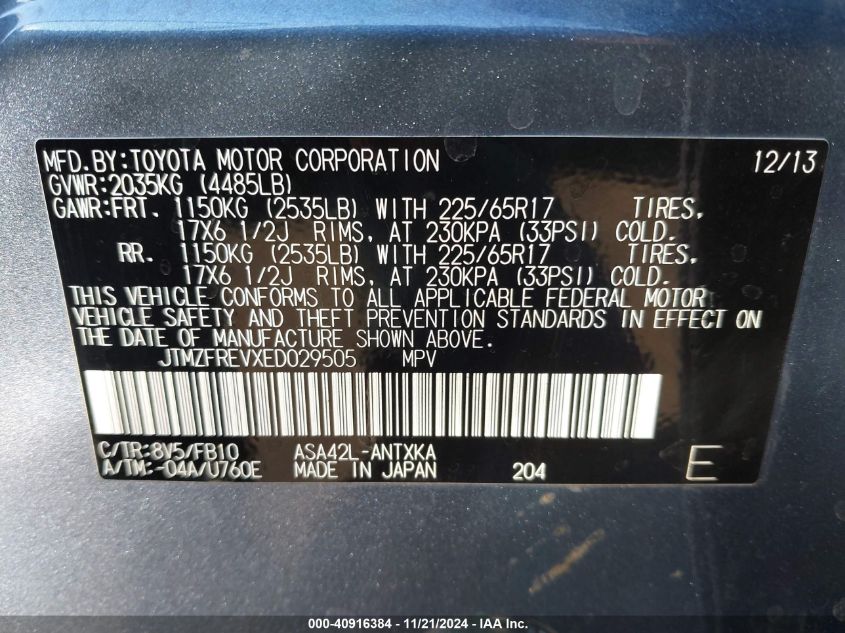 MFD.BY:TOYOTA MOTOR CORPORATION 12/13
GVWR:2035KG (4485LB)
GAWR:FRT. 1150KG (2535LB) WITH 225/65R17 TIRES,
17X6 1/2J RIMS, AT 230KPA (33PSI) COLD.
RR. 1150KG (2535LB) WITH 225/65R17 TIRES,
17X6 1/2J RIMS, AT 230KPA (33PSI) COLD.
THIS VEHICLE CONFORMS TO ALL APPLICABLE FEDERAL MOTOR
VEHICLE SAFETY AND THEFT PREVENTION STANDARDS IN EFFECT ON
THE DATE OF MANUFACTURE SHOWN ABOVE.
JTMZFREVXED029505 MPV
C/TR:8V5/FB10 ASA42L-ANTXKA
A/TM:-04A/U760E MADE IN JAPAN 204 E
000-40916384 - 11/21/2024 - IAA Inc.